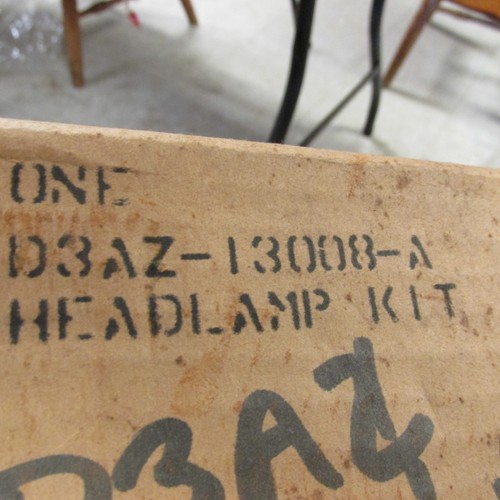 ONE
D3AZ-13008-A
HEADLAMP KIT
D3AZ